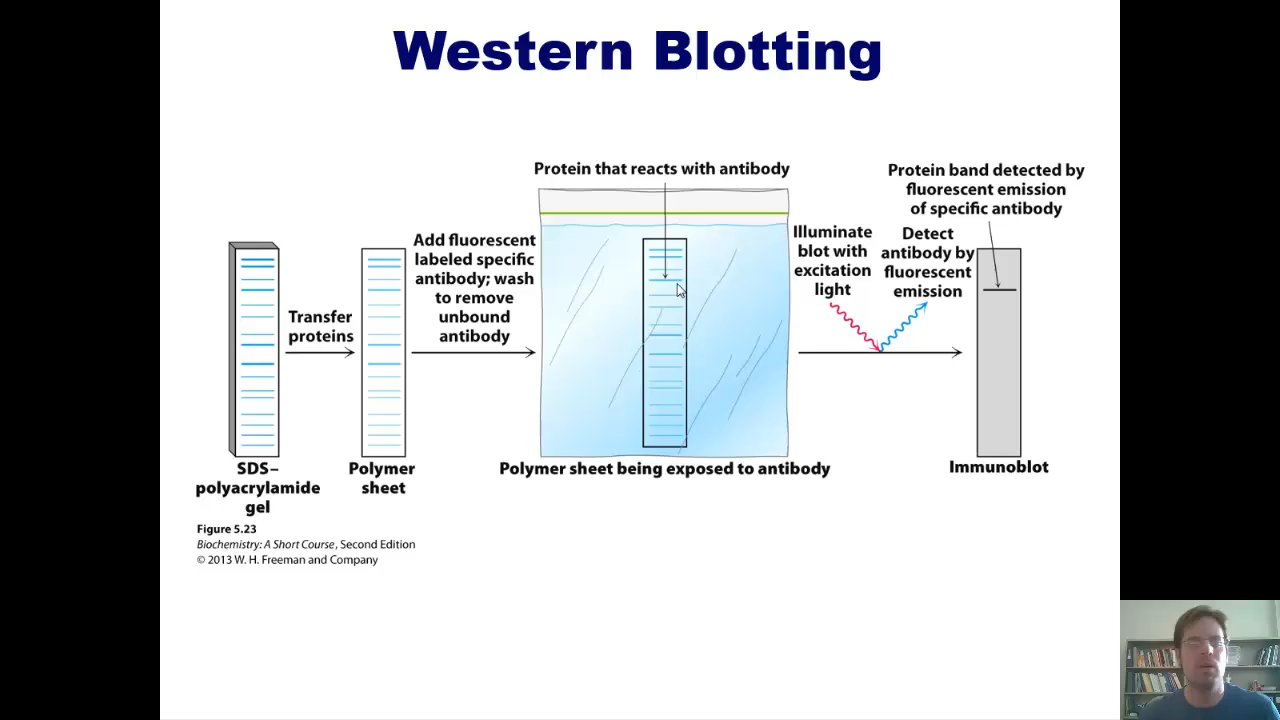 Western Blotting
Protein that reacts with antibody
Protein band detected by
fluorescent emission
of specific antibody
Add fluorescent
labeled specific
antibody; wash
to remove
unbound
antibody
Illuminate
blot with
excitation
light
Detect
antibody by
fluorescent
emission
Transfer
proteins
SDS–
polyacrylamide
gel
Polymer
sheet
Polymer sheet being exposed to antibody
Immunoblot
Figure 5.23
Biochemistry: A Short Course, Second Edition
© 2013 W. H. Freeman and Company